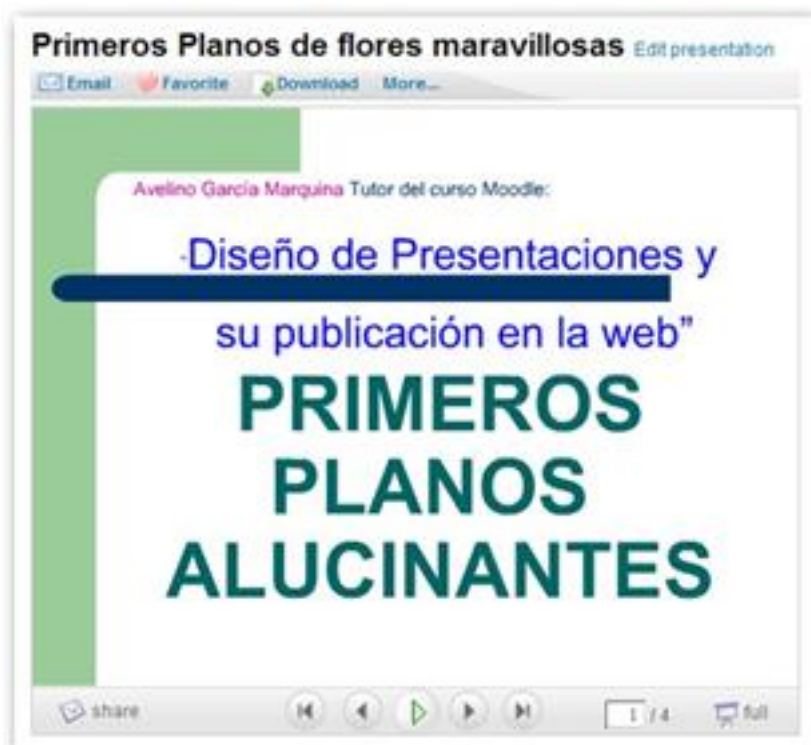 Primeros Planos de flores maravillosas Edit presentation
Email Favorite Download More...
Avelino García Marquina Tutor del curso Moodle:
-Diseño de Presentaciones y
su publicación en la web”
PRIMEROS
PLANOS
ALUCINANTES
share 1 / 4 full